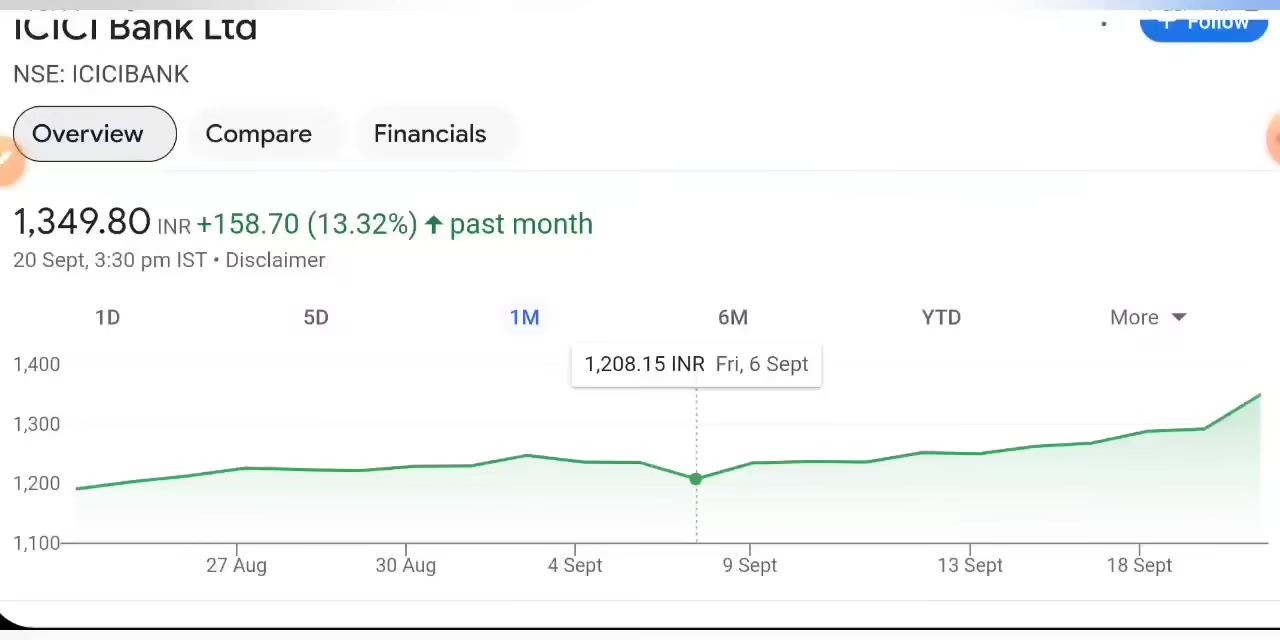 ICICI Bank Ltd
+ Follow
NSE: ICICIBANK
Overview
Compare
Financials
1,349.80 INR +158.70 (13.32%) ↑ past month
20 Sept, 3:30 pm IST • Disclaimer
1D 5D 1M 6M YTD More
1,208.15 INR Fri, 6 Sept
1,400
1,300
1,200
1,100
27 Aug 30 Aug 4 Sept 9 Sept 13 Sept 18 Sept